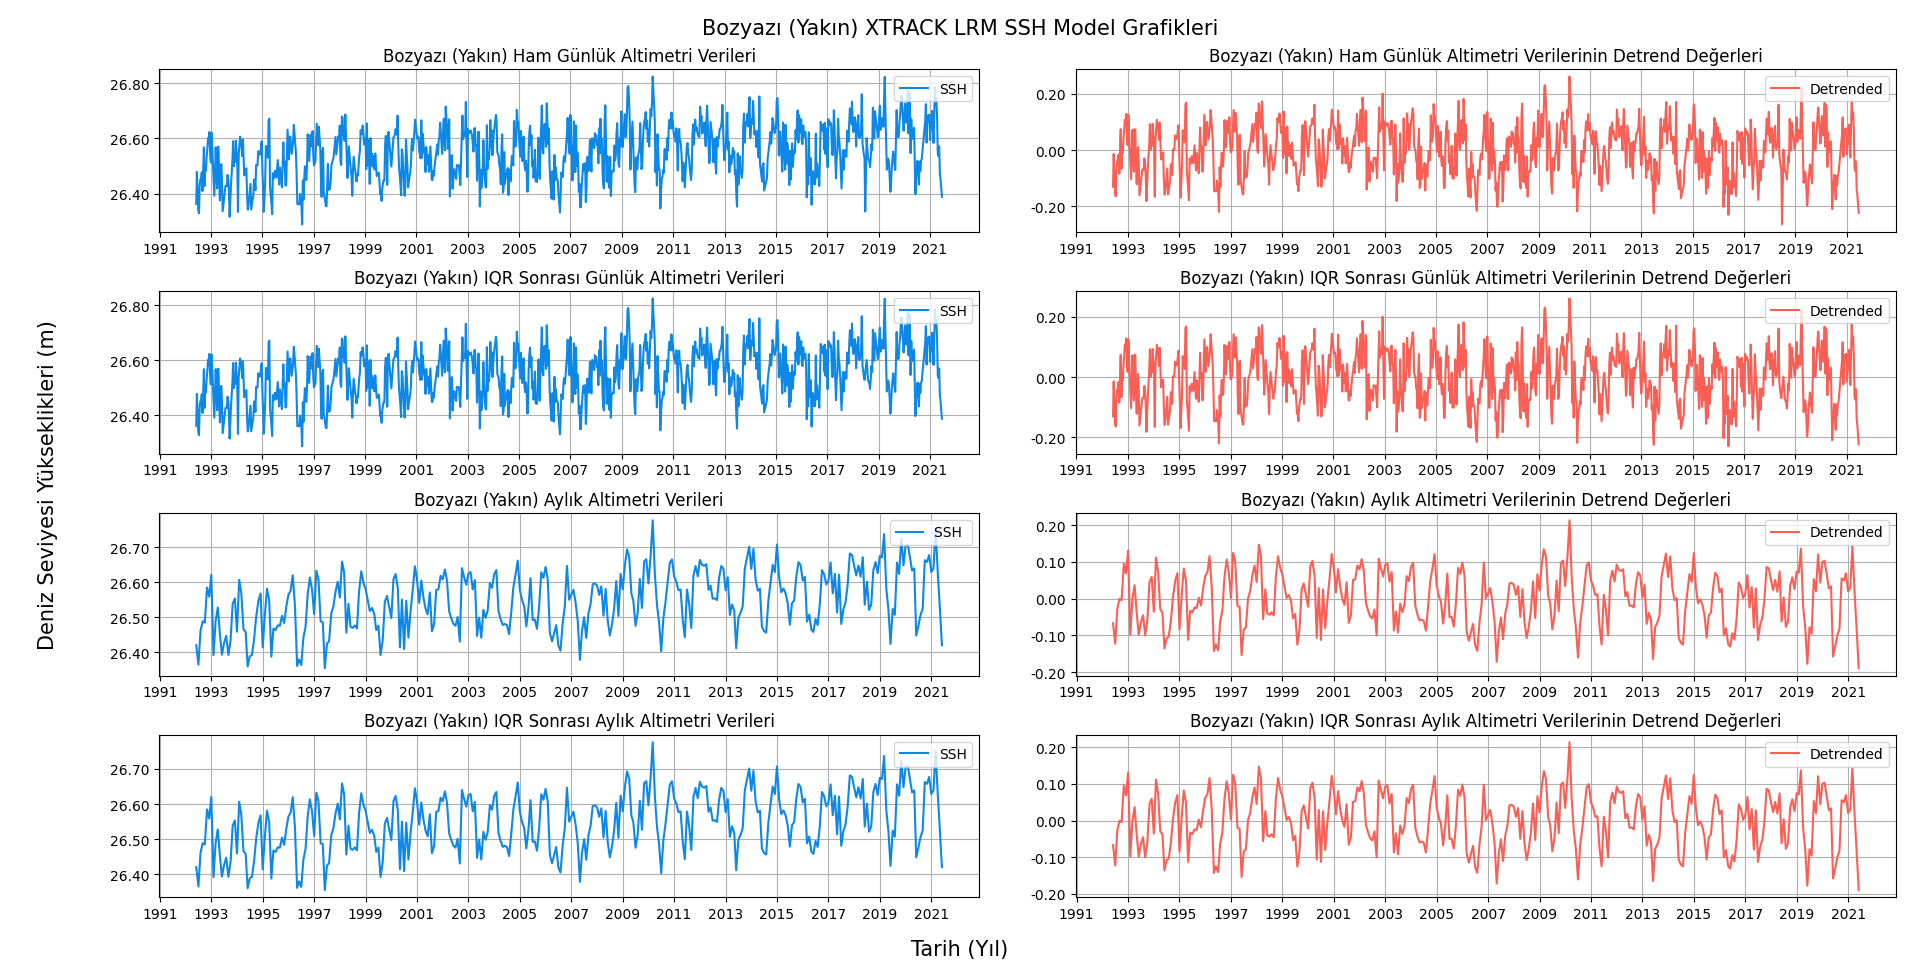 Bozyazı (Yakın) XTRACK LRM SSH Model Grafikleri
Deniz Seviyesi Yükseklikleri (m)
Bozyazı (Yakın) Ham Günlük Altimetri Verileri
SSH
26.80
26.60
26.40
1991 1993 1995 1997 1999 2001 2003 2005 2007 2009 2011 2013 2015 2017 2019 2021
Bozyazı (Yakın) Ham Günlük Altimetri Verilerinin Detrend Değerleri
Detrended
0.20
0.00
-0.20
1991 1993 1995 1997 1999 2001 2003 2005 2007 2009 2011 2013 2015 2017 2019 2021
Bozyazı (Yakın) IQR Sonrası Günlük Altimetri Verileri
SSH
26.80
26.60
26.40
1991 1993 1995 1997 1999 2001 2003 2005 2007 2009 2011 2013 2015 2017 2019 2021
Bozyazı (Yakın) IQR Sonrası Günlük Altimetri Verilerinin Detrend Değerleri
Detrended
0.20
0.00
-0.20
1991 1993 1995 1997 1999 2001 2003 2005 2007 2009 2011 2013 2015 2017 2019 2021
Bozyazı (Yakın) Aylık Altimetri Verileri
SSH
26.70
26.60
26.50
26.40
1991 1993 1995 1997 1999 2001 2003 2005 2007 2009 2011 2013 2015 2017 2019 2021
Bozyazı (Yakın) Aylık Altimetri Verilerinin Detrend Değerleri
Detrended
0.20
0.10
0.00
-0.10
-0.20
1991 1993 1995 1997 1999 2001 2003 2005 2007 2009 2011 2013 2015 2017 2019 2021
Bozyazı (Yakın) IQR Sonrası Aylık Altimetri Verileri
SSH
26.70
26.60
26.50
26.40
1991 1993 1995 1997 1999 2001 2003 2005 2007 2009 2011 2013 2015 2017 2019 2021
Bozyazı (Yakın) IQR Sonrası Aylık Altimetri Verilerinin Detrend Değerleri
Detrended
0.20
0.10
0.00
-0.10
-0.20
1991 1993 1995 1997 1999 2001 2003 2005 2007 2009 2011 2013 2015 2017 2019 2021
Tarih (Yıl)